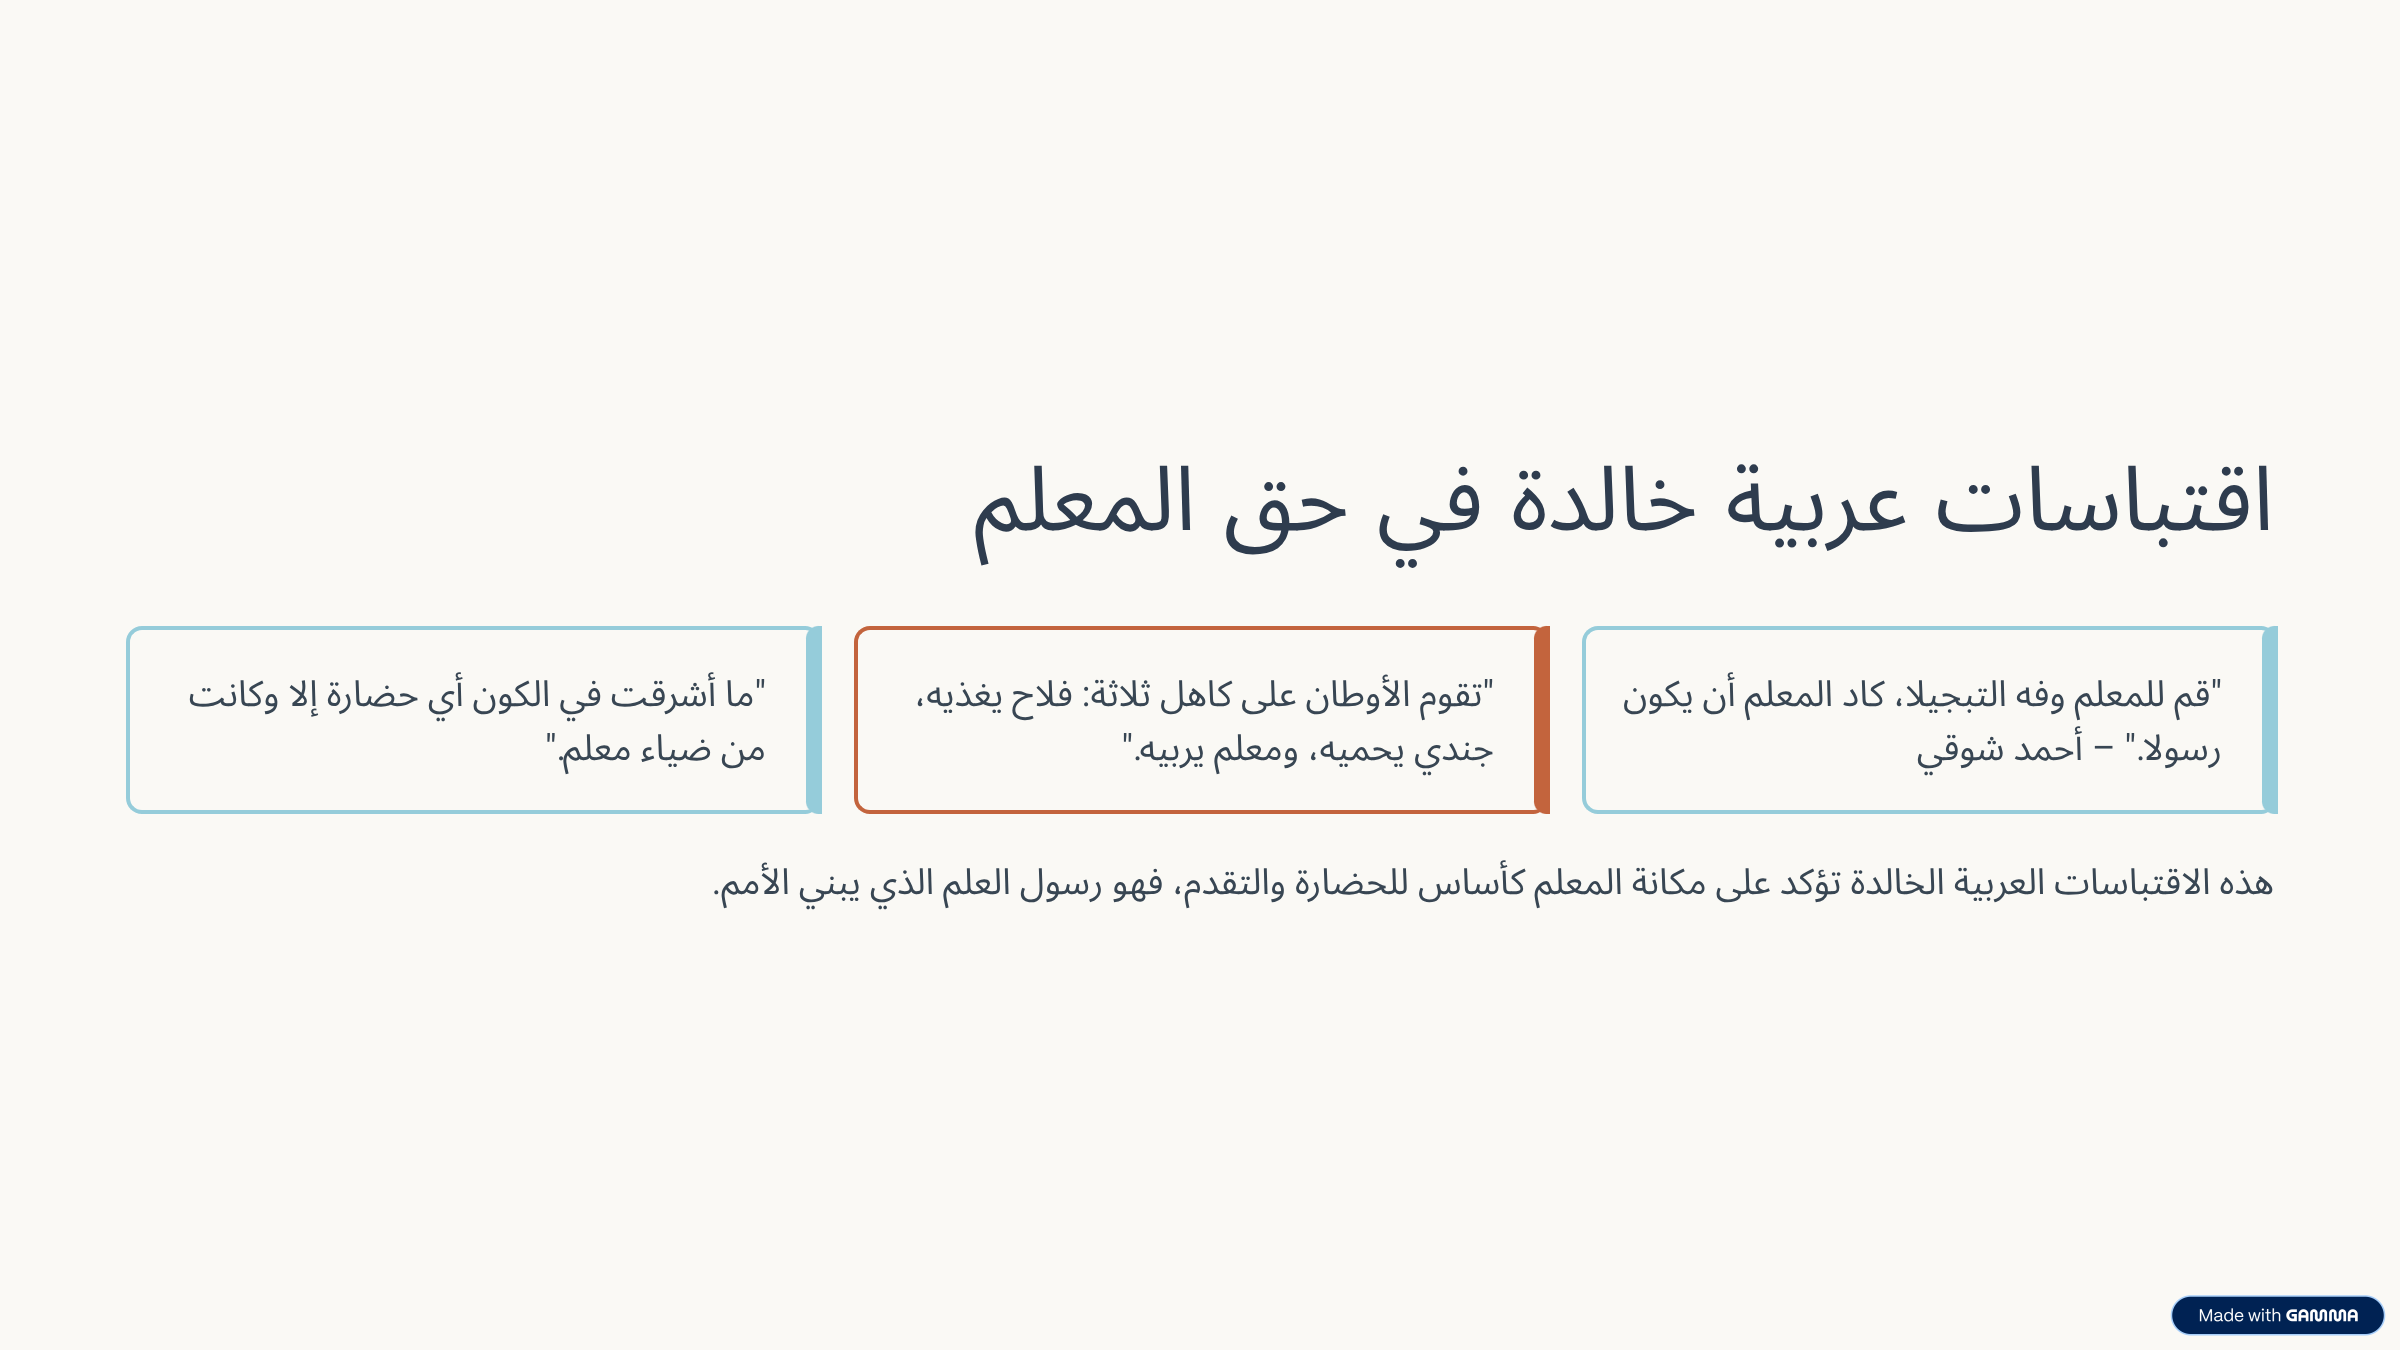 اقتباسات عربية خالدة في حق المعلم
"قم للمعلم وفه التبجيلا، كاد المعلم أن يكون
رسولا." – أحمد شوقي
"تقوم الأوطان على كاهل ثلاثة: فلاح يغذيه،
جندي يحميه، ومعلم يربيه."
"ما أشرقت في الكون أي حضارة إلا وكانت
من ضياء معلم."
هذه الاقتباسات العربية الخالدة تؤكد على مكانة المعلم كأساس للحضارة والتقدم، فهو رسول العلم الذي يبني الأمم.
Made with GAMMA